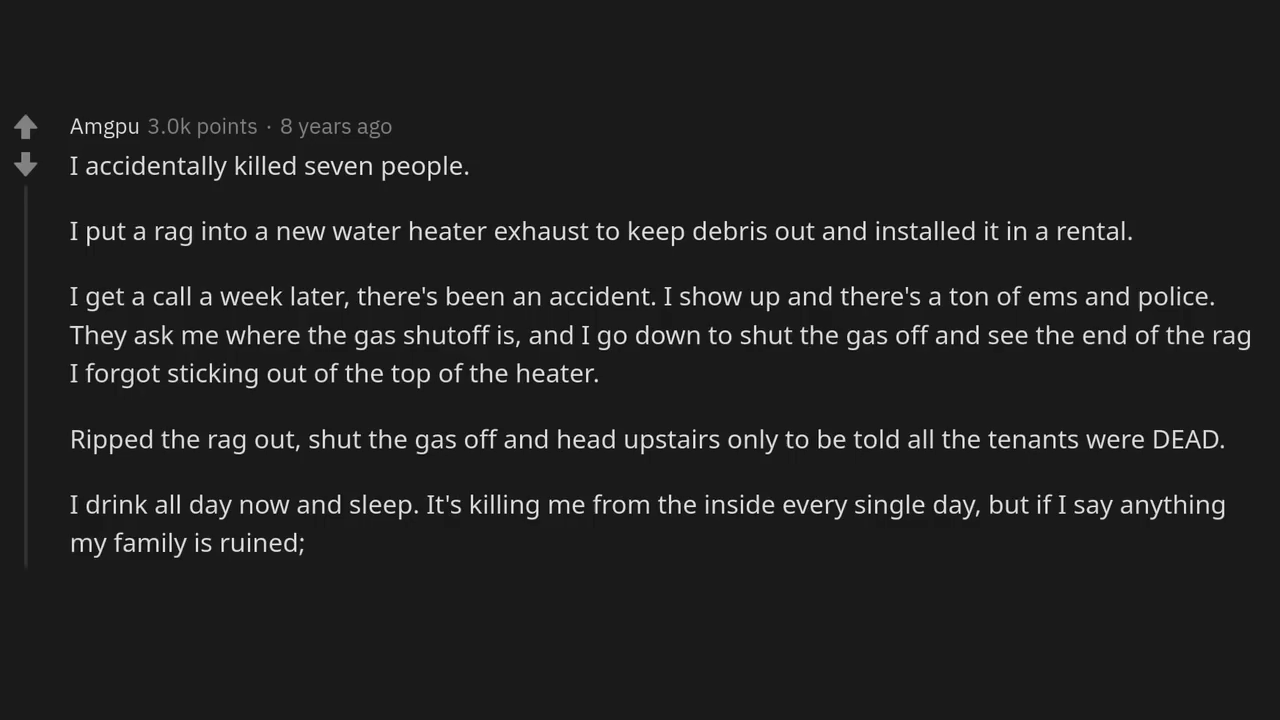 Amgpu 3.0k points · 8 years ago
I accidentally killed seven people.
I put a rag into a new water heater exhaust to keep debris out and installed it in a rental.
I get a call a week later, there's been an accident. I show up and there's a ton of ems and police.
They ask me where the gas shutoff is, and I go down to shut the gas off and see the end of the rag
I forgot sticking out of the top of the heater.
Ripped the rag out, shut the gas off and head upstairs only to be told all the tenants were DEAD.
I drink all day now and sleep. It's killing me from the inside every single day, but if I say anything
my family is ruined;